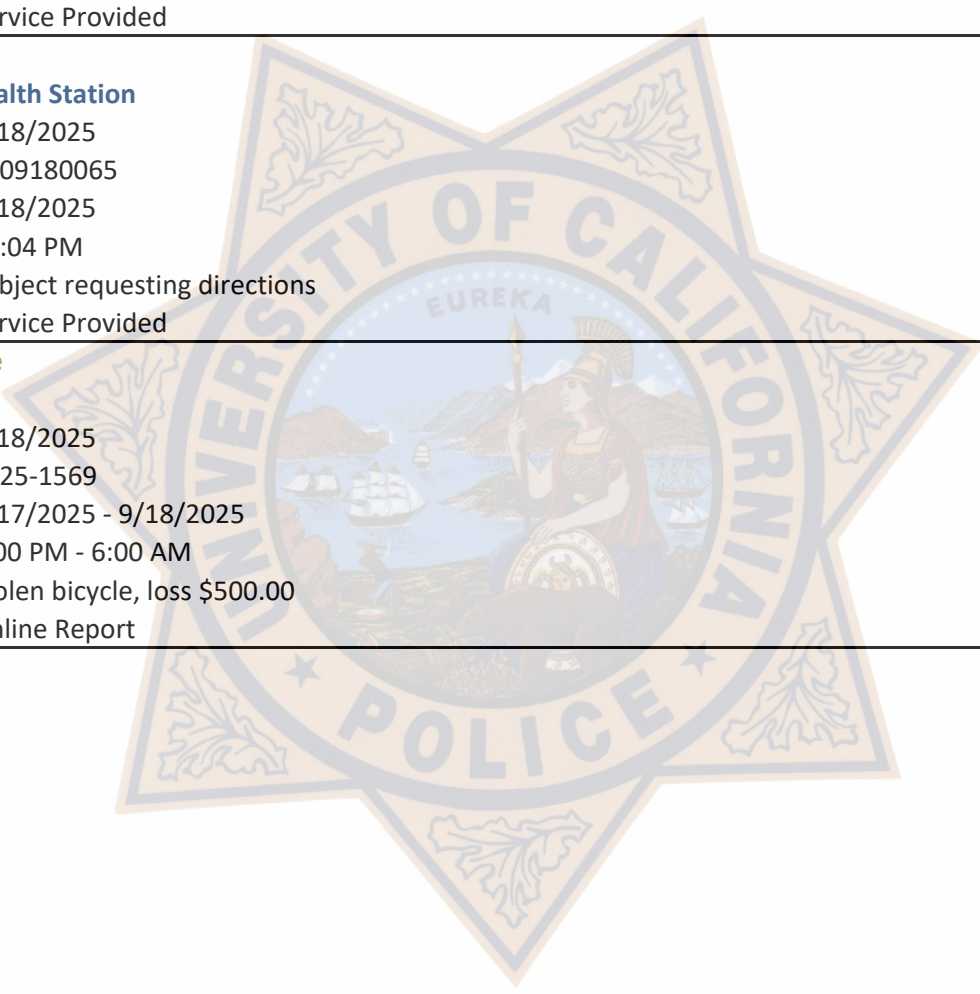 rvice Provided
alth Station
18/2025
09180065
18/2025
:04 PM
bject requesting directions
rvice Provided
e
18/2025
25-1569
17/2025 - 9/18/2025
00 PM - 6:00 AM
olen bicycle, loss $500.00
nline Report
UNIVERSITY OF CALIFORNIA
EUREKA
POLICE